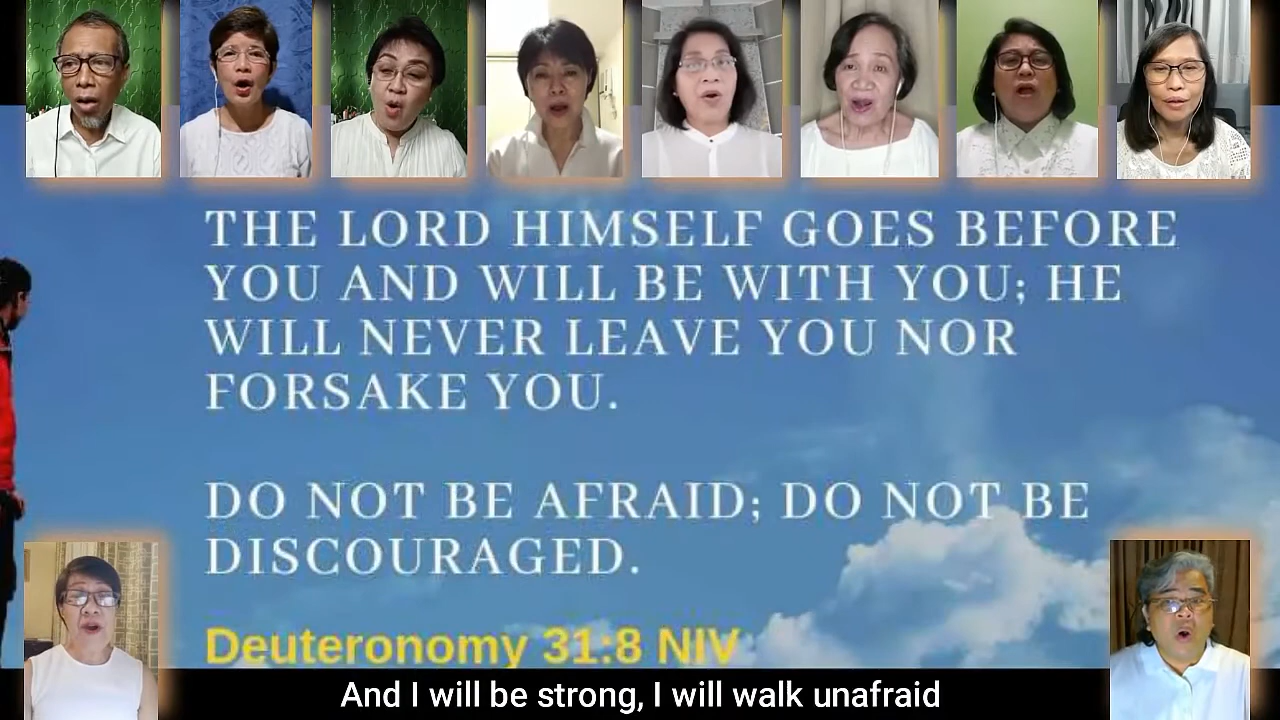 THE LORD HIMSELF GOES BEFORE
YOU AND WILL BE WITH YOU; HE
WILL NEVER LEAVE YOU NOR
FORSAKE YOU.
DO NOT BE AFRAID; DO NOT BE
DISCOURAGED.
Deuteronomy 31:8 NIV
And I will be strong, I will walk unafraid